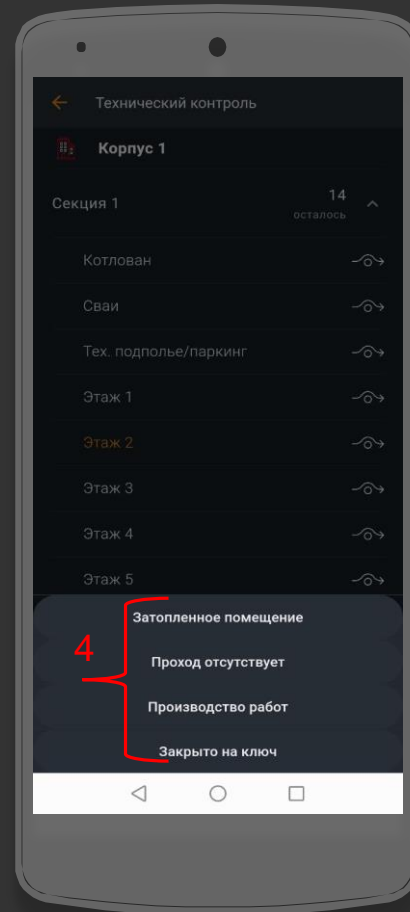 Технический контроль
Корпус 1
Секция 1
14
осталось
Котлован
Сваи
Тех. подполье/паркинг
Этаж 1
Этаж 2
Этаж 3
Этаж 4
Этаж 5
4
Затопленное помещение
Проход отсутствует
Производство работ
Закрыто на ключ